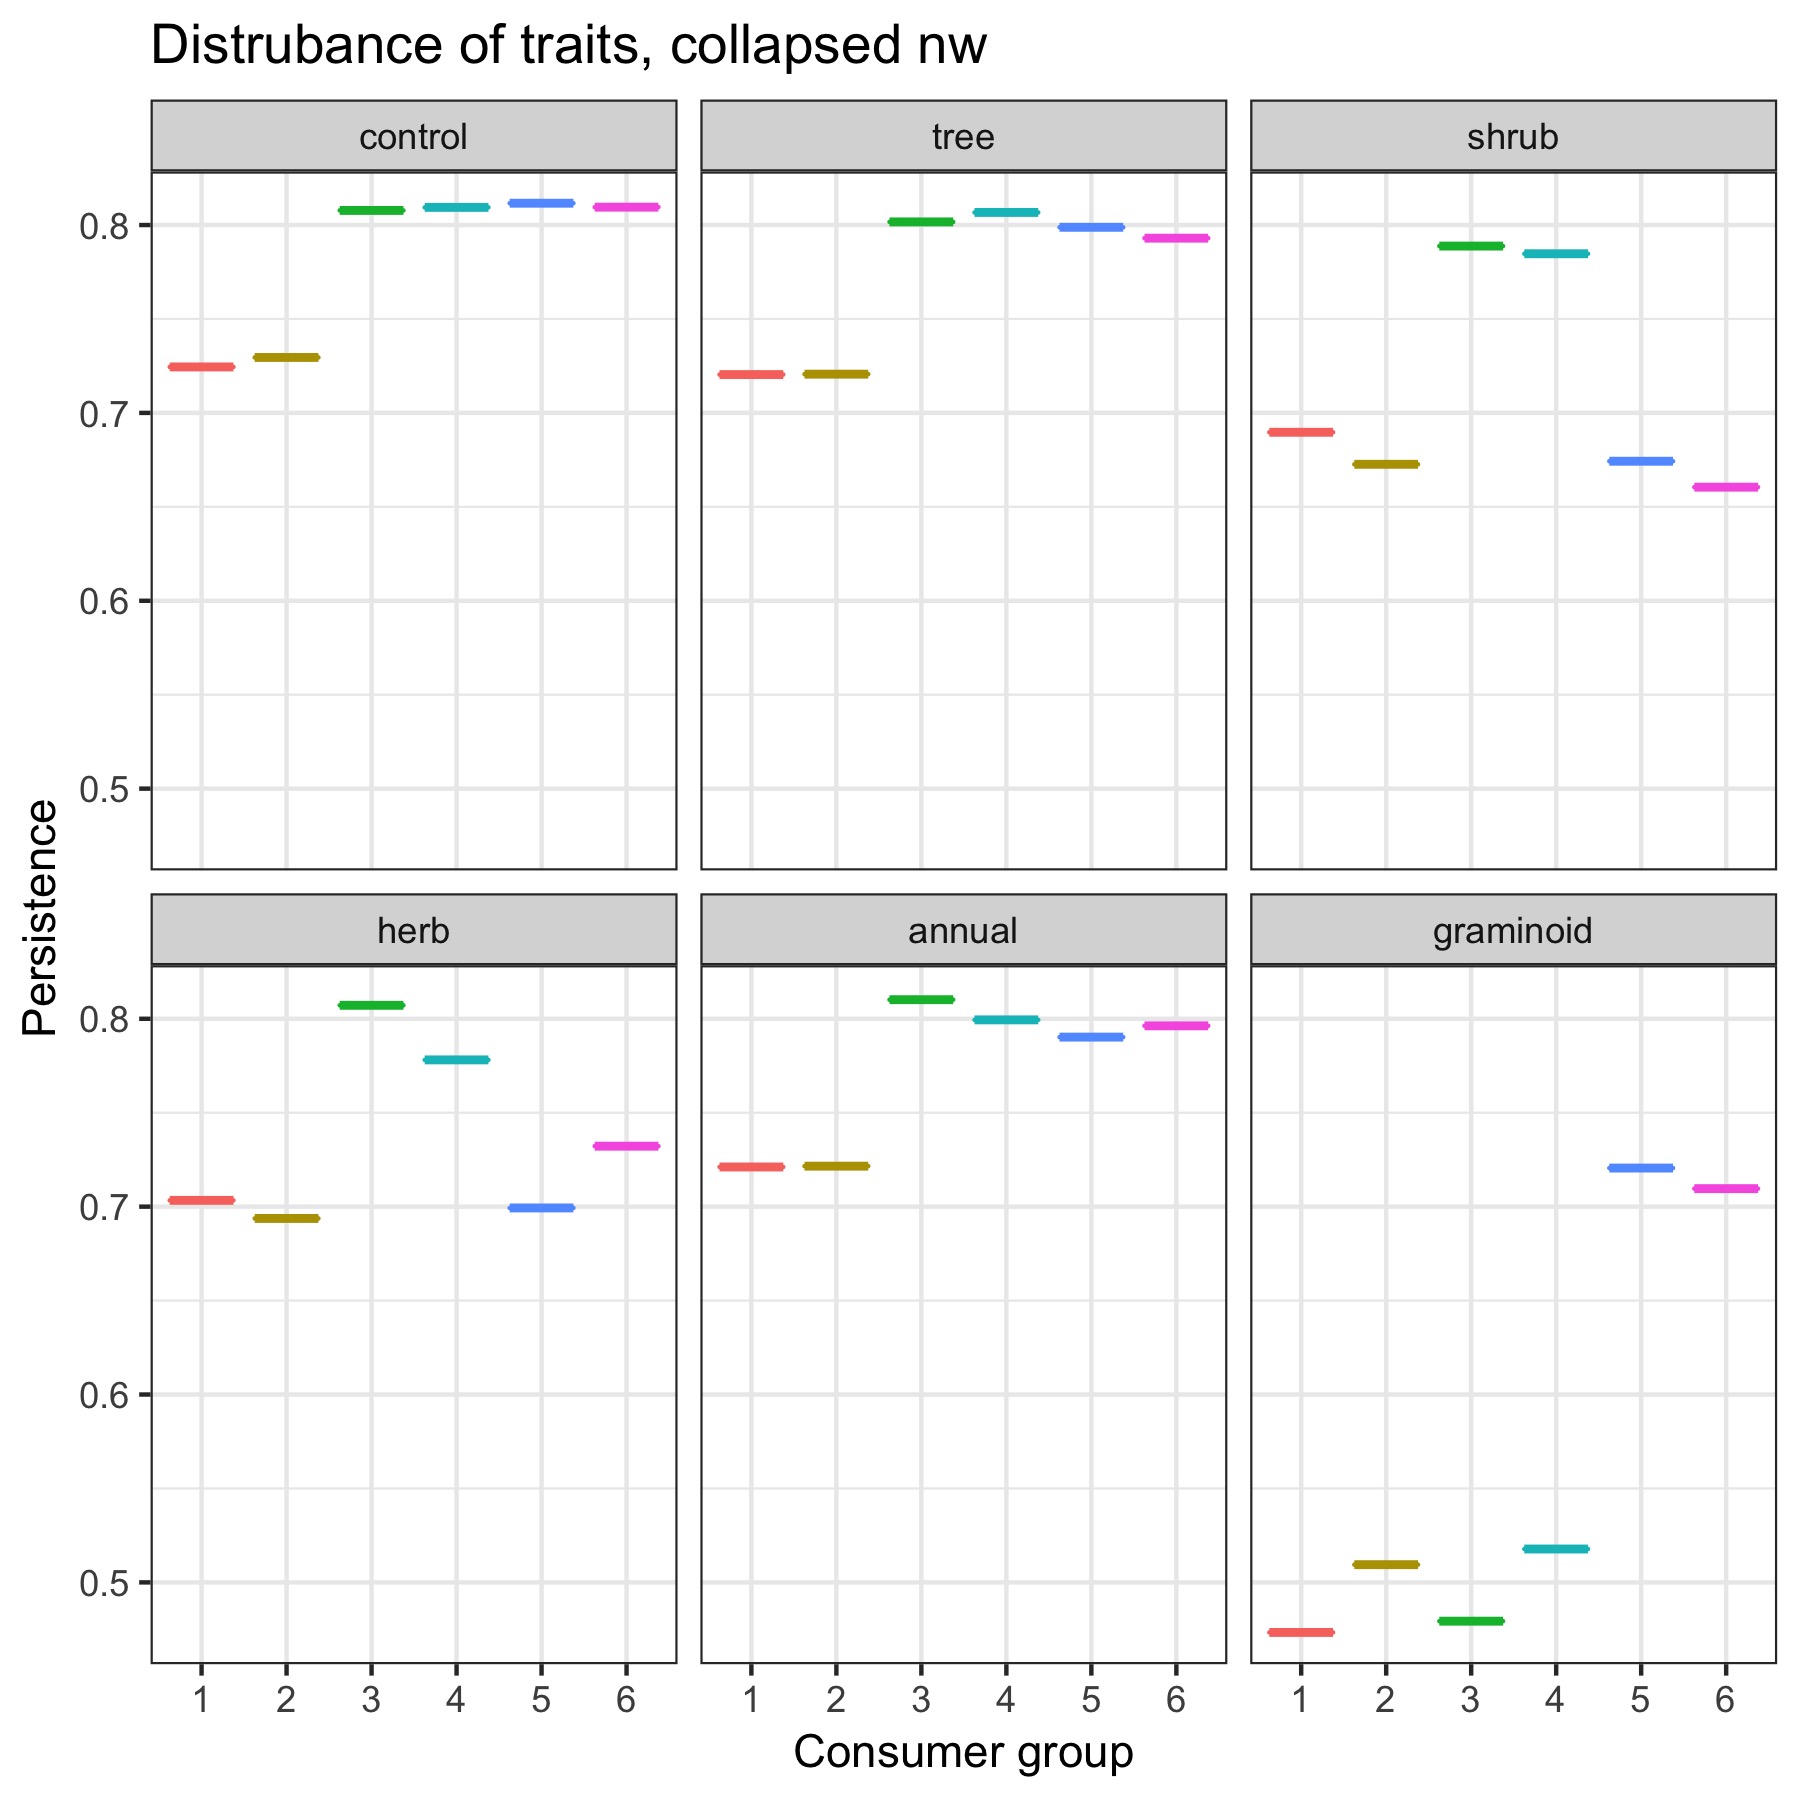 Distrubance of traits, collapsed nw
control
tree
shrub
0.8
0.7
0.6
0.5
Persistence
herb
annual
graminoid
0.8
0.7
0.6
0.5
1 2 3 4 5 6
1 2 3 4 5 6
1 2 3 4 5 6
Consumer group